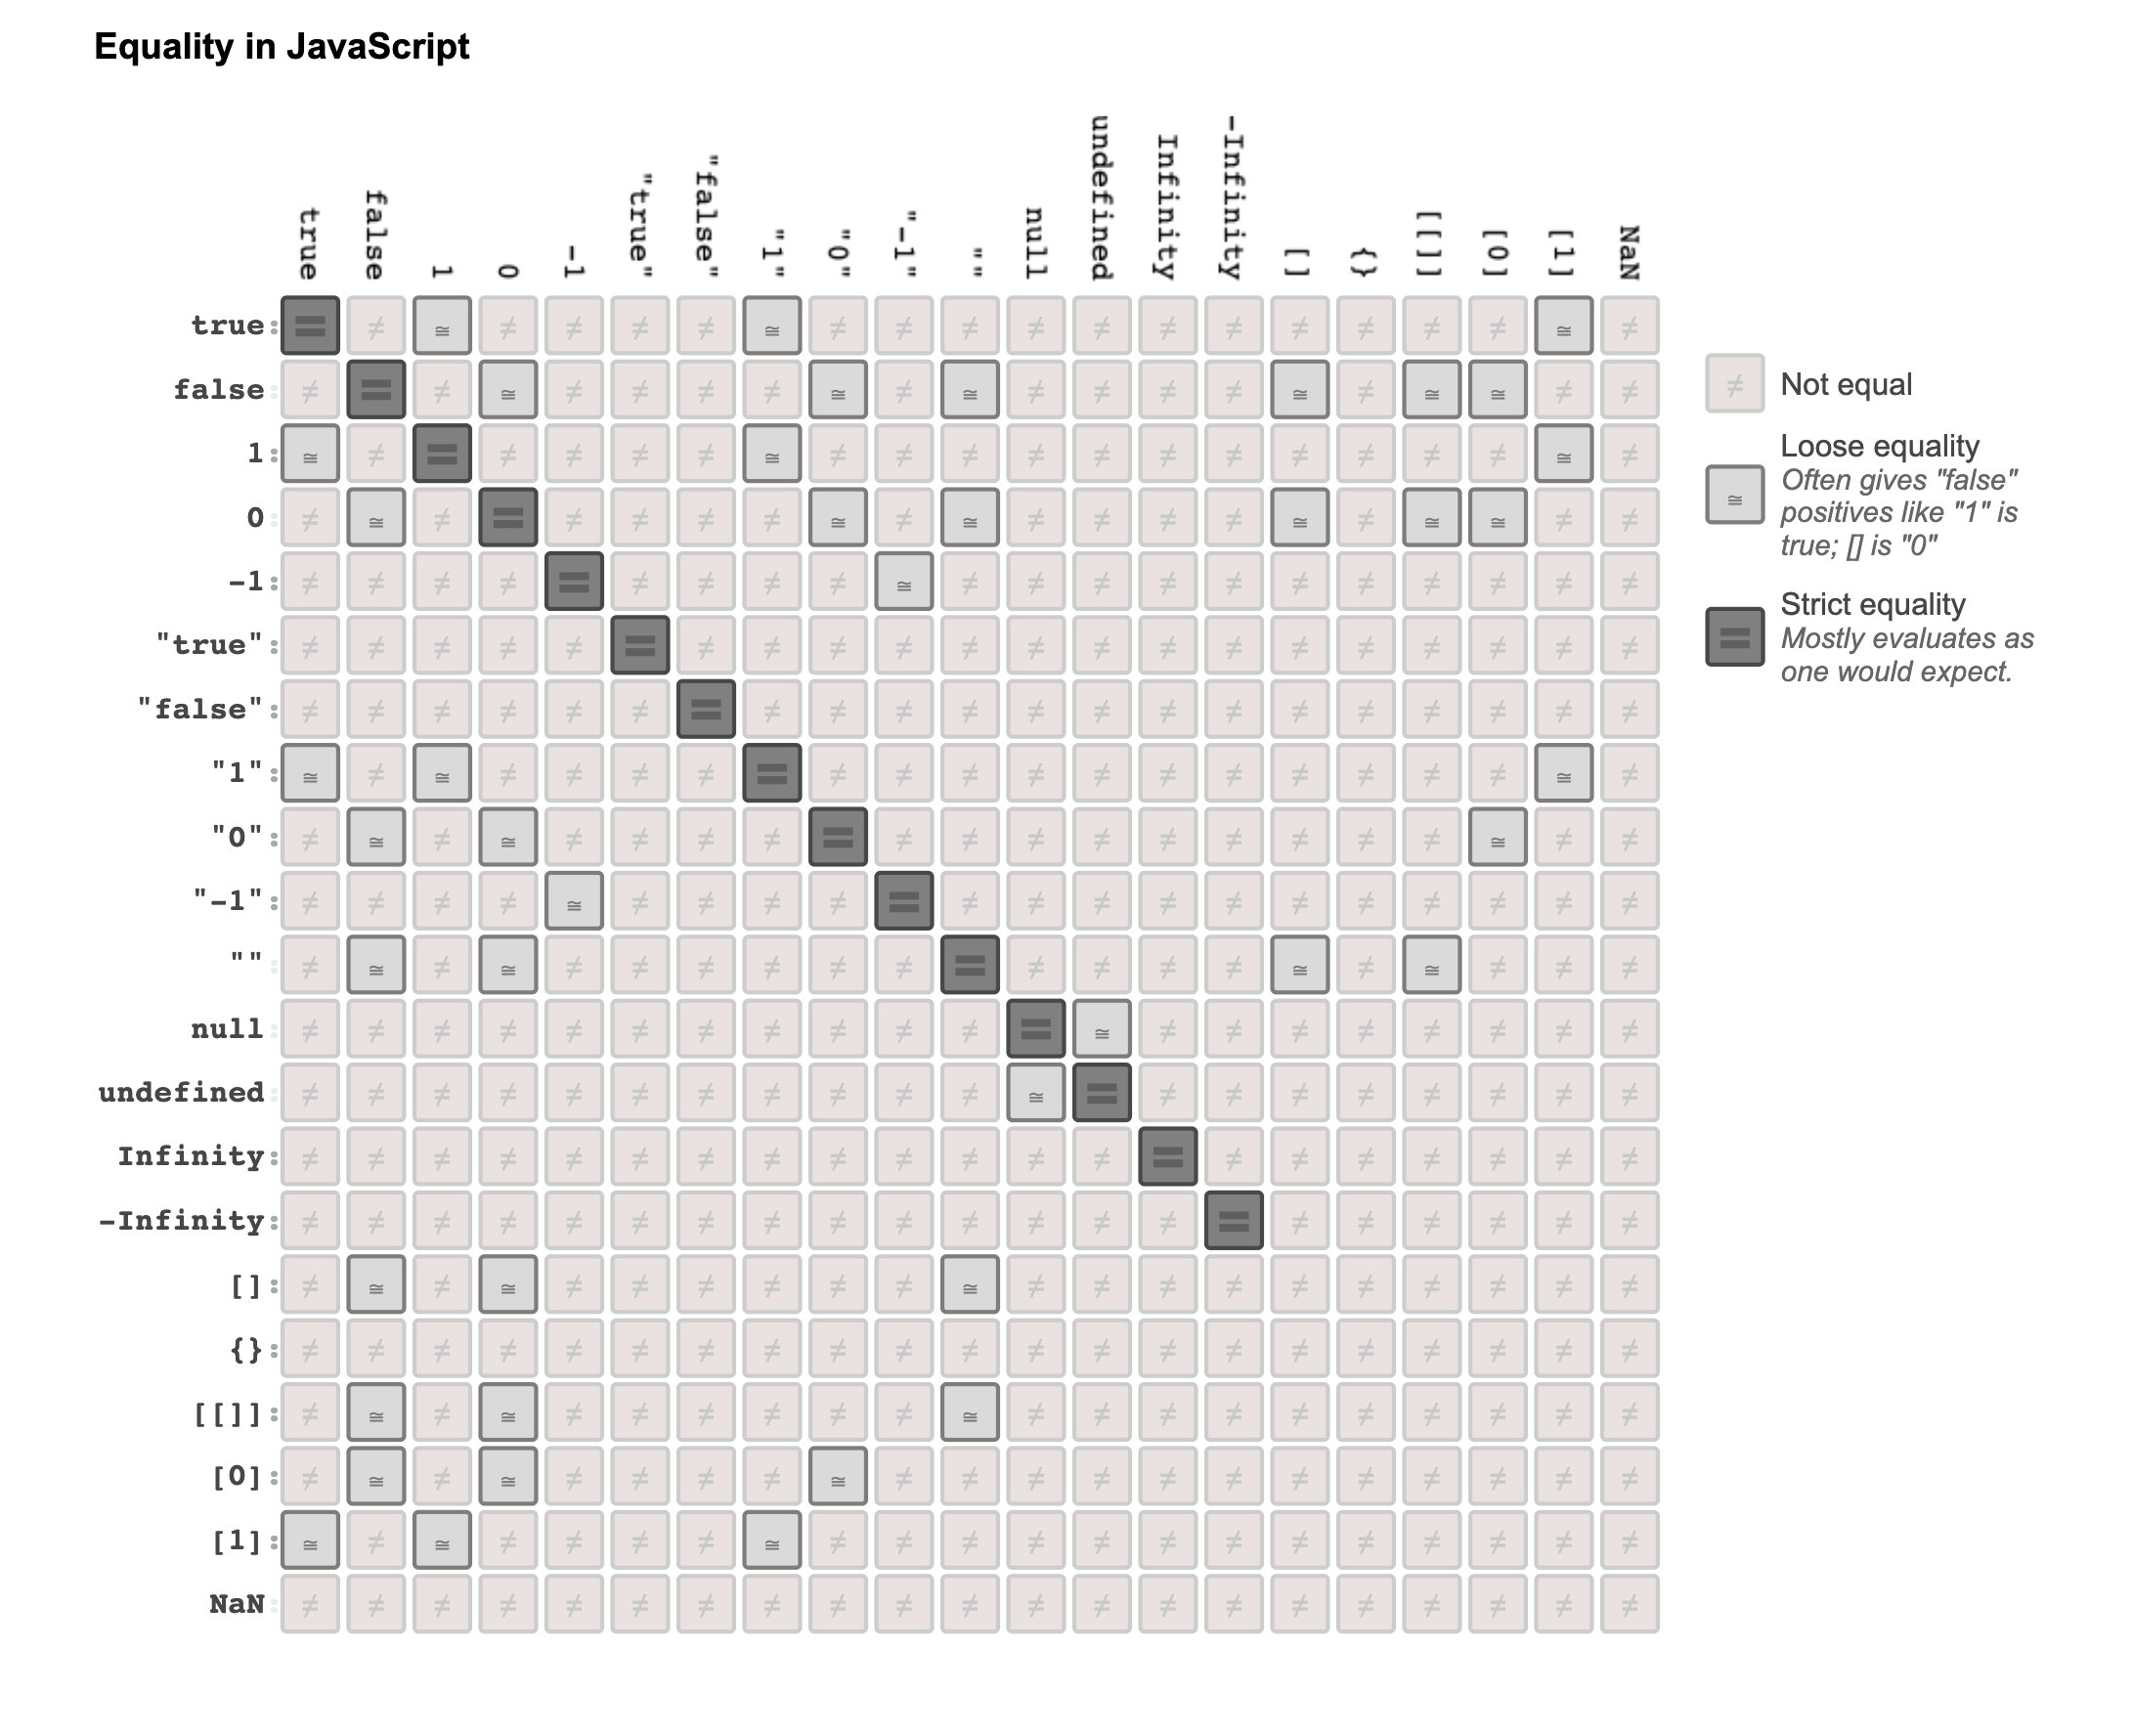 Equality in JavaScript
true
false
1
0
-1
"true"
"false"
"1"
"0"
"-1"
""
null
undefined
Infinity
-Infinity
[]
{}
[[]]
[0]
[1]
NaN
true: = ≠ ≅ ≠ ≠ ≠ ≠ ≅ ≠ ≠ ≠ ≠ ≠ ≠ ≠ ≠ ≠ ≠ ≠ ≅ ≠
false: ≠ = ≠ ≅ ≠ ≠ ≠ ≠ ≅ ≠ ≅ ≠ ≠ ≠ ≠ ≅ ≠ ≅ ≅ ≠ ≠
1: ≅ ≠ = ≠ ≠ ≠ ≠ ≅ ≠ ≠ ≠ ≠ ≠ ≠ ≠ ≠ ≠ ≠ ≠ ≅ ≠
0: ≠ ≅ ≠ = ≠ ≠ ≠ ≠ ≅ ≠ ≅ ≠ ≠ ≠ ≠ ≅ ≠ ≅ ≅ ≠ ≠
-1: ≠ ≠ ≠ ≠ = ≠ ≠ ≠ ≠ ≅ ≠ ≠ ≠ ≠ ≠ ≠ ≠ ≠ ≠ ≠ ≠
"true": ≠ ≠ ≠ ≠ ≠ = ≠ ≠ ≠ ≠ ≠ ≠ ≠ ≠ ≠ ≠ ≠ ≠ ≠ ≠ ≠
"false": ≠ ≠ ≠ ≠ ≠ ≠ = ≠ ≠ ≠ ≠ ≠ ≠ ≠ ≠ ≠ ≠ ≠ ≠ ≠ ≠
"1": ≅ ≠ ≅ ≠ ≠ ≠ ≠ = ≠ ≠ ≠ ≠ ≠ ≠ ≠ ≠ ≠ ≠ ≠ ≅ ≠
"0": ≠ ≅ ≠ ≅ ≠ ≠ ≠ ≠ = ≠ ≠ ≠ ≠ ≠ ≠ ≠ ≠ ≠ ≅ ≠ ≠
"-1": ≠ ≠ ≠ ≠ ≅ ≠ ≠ ≠ ≠ = ≠ ≠ ≠ ≠ ≠ ≠ ≠ ≠ ≠ ≠ ≠
"": ≠ ≅ ≠ ≅ ≠ ≠ ≠ ≠ ≠ ≠ = ≠ ≠ ≠ ≠ ≅ ≠ ≅ ≠ ≠ ≠
null: ≠ ≠ ≠ ≠ ≠ ≠ ≠ ≠ ≠ ≠ ≠ = ≅ ≠ ≠ ≠ ≠ ≠ ≠ ≠ ≠
undefined: ≠ ≠ ≠ ≠ ≠ ≠ ≠ ≠ ≠ ≠ ≠ ≅ = ≠ ≠ ≠ ≠ ≠ ≠ ≠ ≠
Infinity: ≠ ≠ ≠ ≠ ≠ ≠ ≠ ≠ ≠ ≠ ≠ ≠ ≠ = ≠ ≠ ≠ ≠ ≠ ≠ ≠
-Infinity: ≠ ≠ ≠ ≠ ≠ ≠ ≠ ≠ ≠ ≠ ≠ ≠ ≠ ≠ = ≠ ≠ ≠ ≠ ≠ ≠
[]: ≠ ≅ ≠ ≅ ≠ ≠ ≠ ≠ ≠ ≠ ≅ ≠ ≠ ≠ ≠ ≠ ≠ ≠ ≠ ≠ ≠
{}: ≠ ≠ ≠ ≠ ≠ ≠ ≠ ≠ ≠ ≠ ≠ ≠ ≠ ≠ ≠ ≠ ≠ ≠ ≠ ≠ ≠
[[]]: ≠ ≅ ≠ ≅ ≠ ≠ ≠ ≠ ≠ ≠ ≅ ≠ ≠ ≠ ≠ ≠ ≠ ≠ ≠ ≠ ≠
[0]: ≠ ≅ ≠ ≅ ≠ ≠ ≠ ≠ ≅ ≠ ≠ ≠ ≠ ≠ ≠ ≠ ≠ ≠ ≠ ≠ ≠
[1]: ≅ ≠ ≅ ≠ ≠ ≠ ≠ ≅ ≠ ≠ ≠ ≠ ≠ ≠ ≠ ≠ ≠ ≠ ≠ ≠ ≠
NaN: ≠ ≠ ≠ ≠ ≠ ≠ ≠ ≠ ≠ ≠ ≠ ≠ ≠ ≠ ≠ ≠ ≠ ≠ ≠ ≠ ≠
≠ Not equal
Loose equality
≅ Often gives "false"
positives like "1" is
true; [] is "0"
Strict equality
= Mostly evaluates as
one would expect.